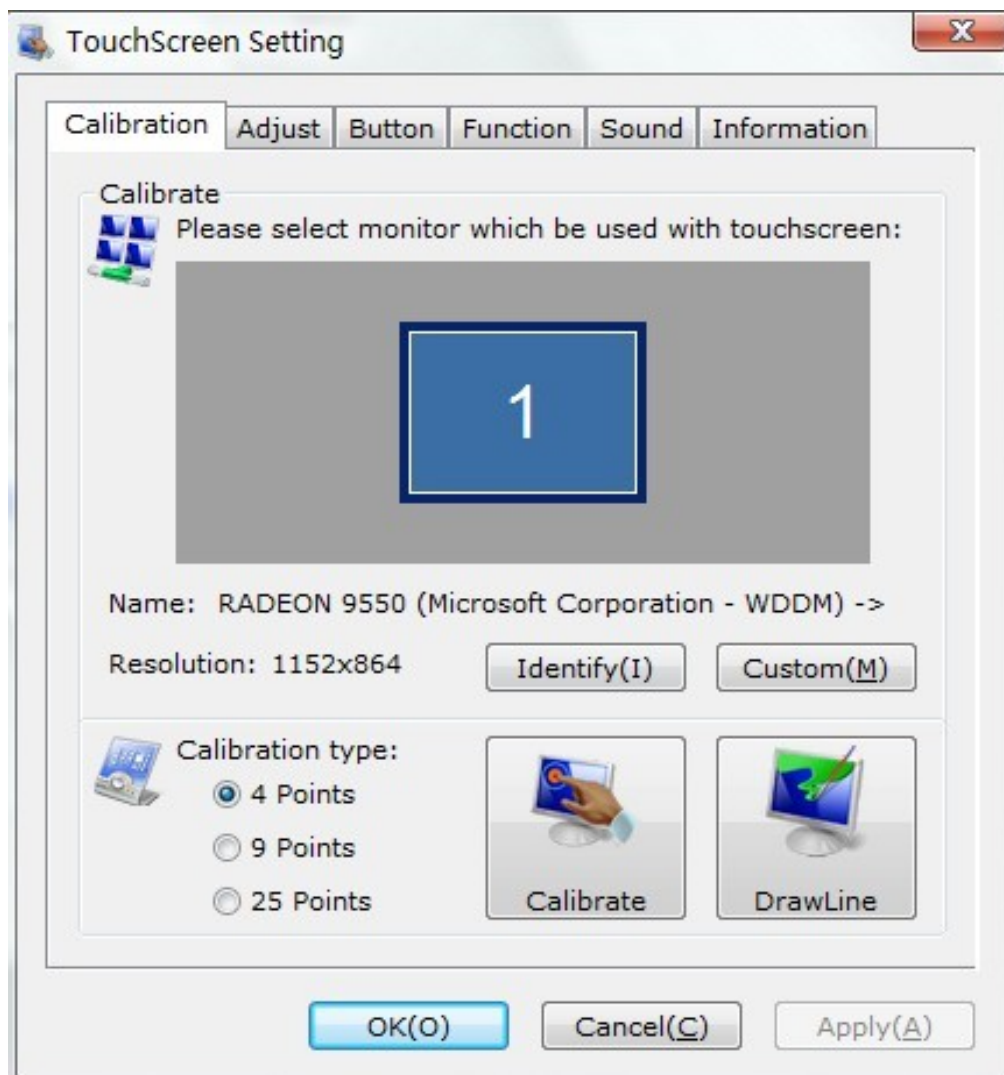 TouchScreen Setting
Calibration Adjust Button Function Sound Information
Calibrate
Please select monitor which be used with touchscreen:
1
Name: RADEON 9550 (Microsoft Corporation - WDDM) ->
Resolution: 1152x864 Identify(I) Custom(M)
Calibration type:
4 Points
9 Points
25 Points
Calibrate DrawLine
OK(O) Cancel(C) Apply(A)